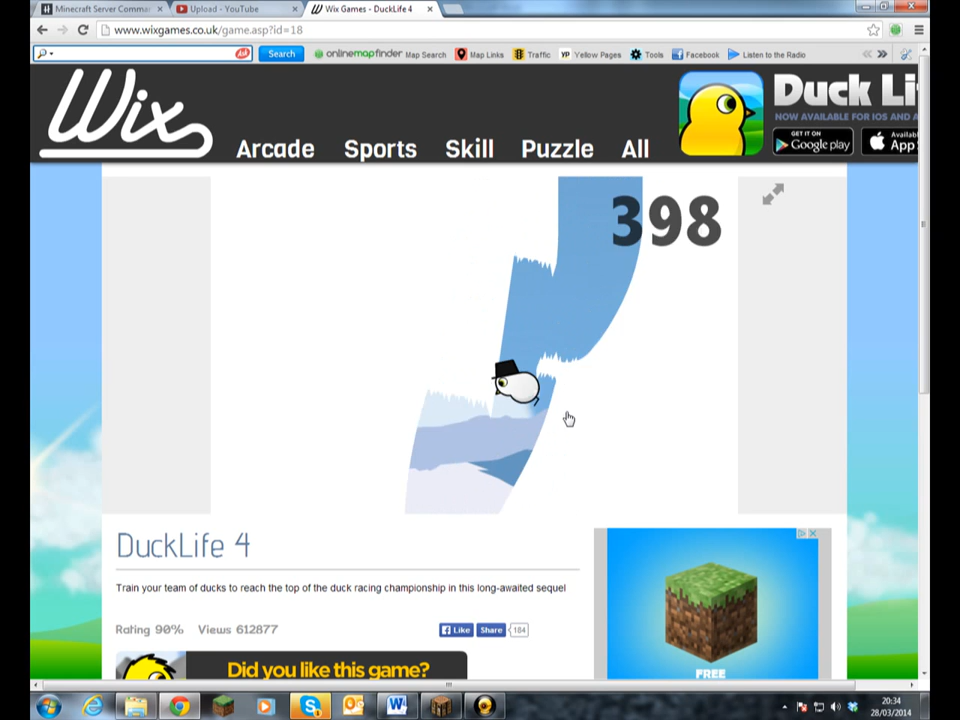 Minecraft Server Comma
Upload - YouTube
Wix Games - DuckLife 4
www.wixgames.co.uk/game.asp?id=18
Ask
Search
onlinemapfinder
Map Search
Map Links
Traffic
YP
Yellow Pages
Tools
Facebook
Listen to the Radio
Wix
Arcade
Sports
Skill
Puzzle
All
Duck Li
NOW AVAILABLE FOR IOS AND A
GET IT ON
Google play
Availabl
App
398
DuckLife 4
Train your team of ducks to reach the top of the duck racing championship in this long-awaited sequel
Rating 90%
Views 612877
Like
Share
184
Did you like this game?
FREE
20:34
28/03/2014